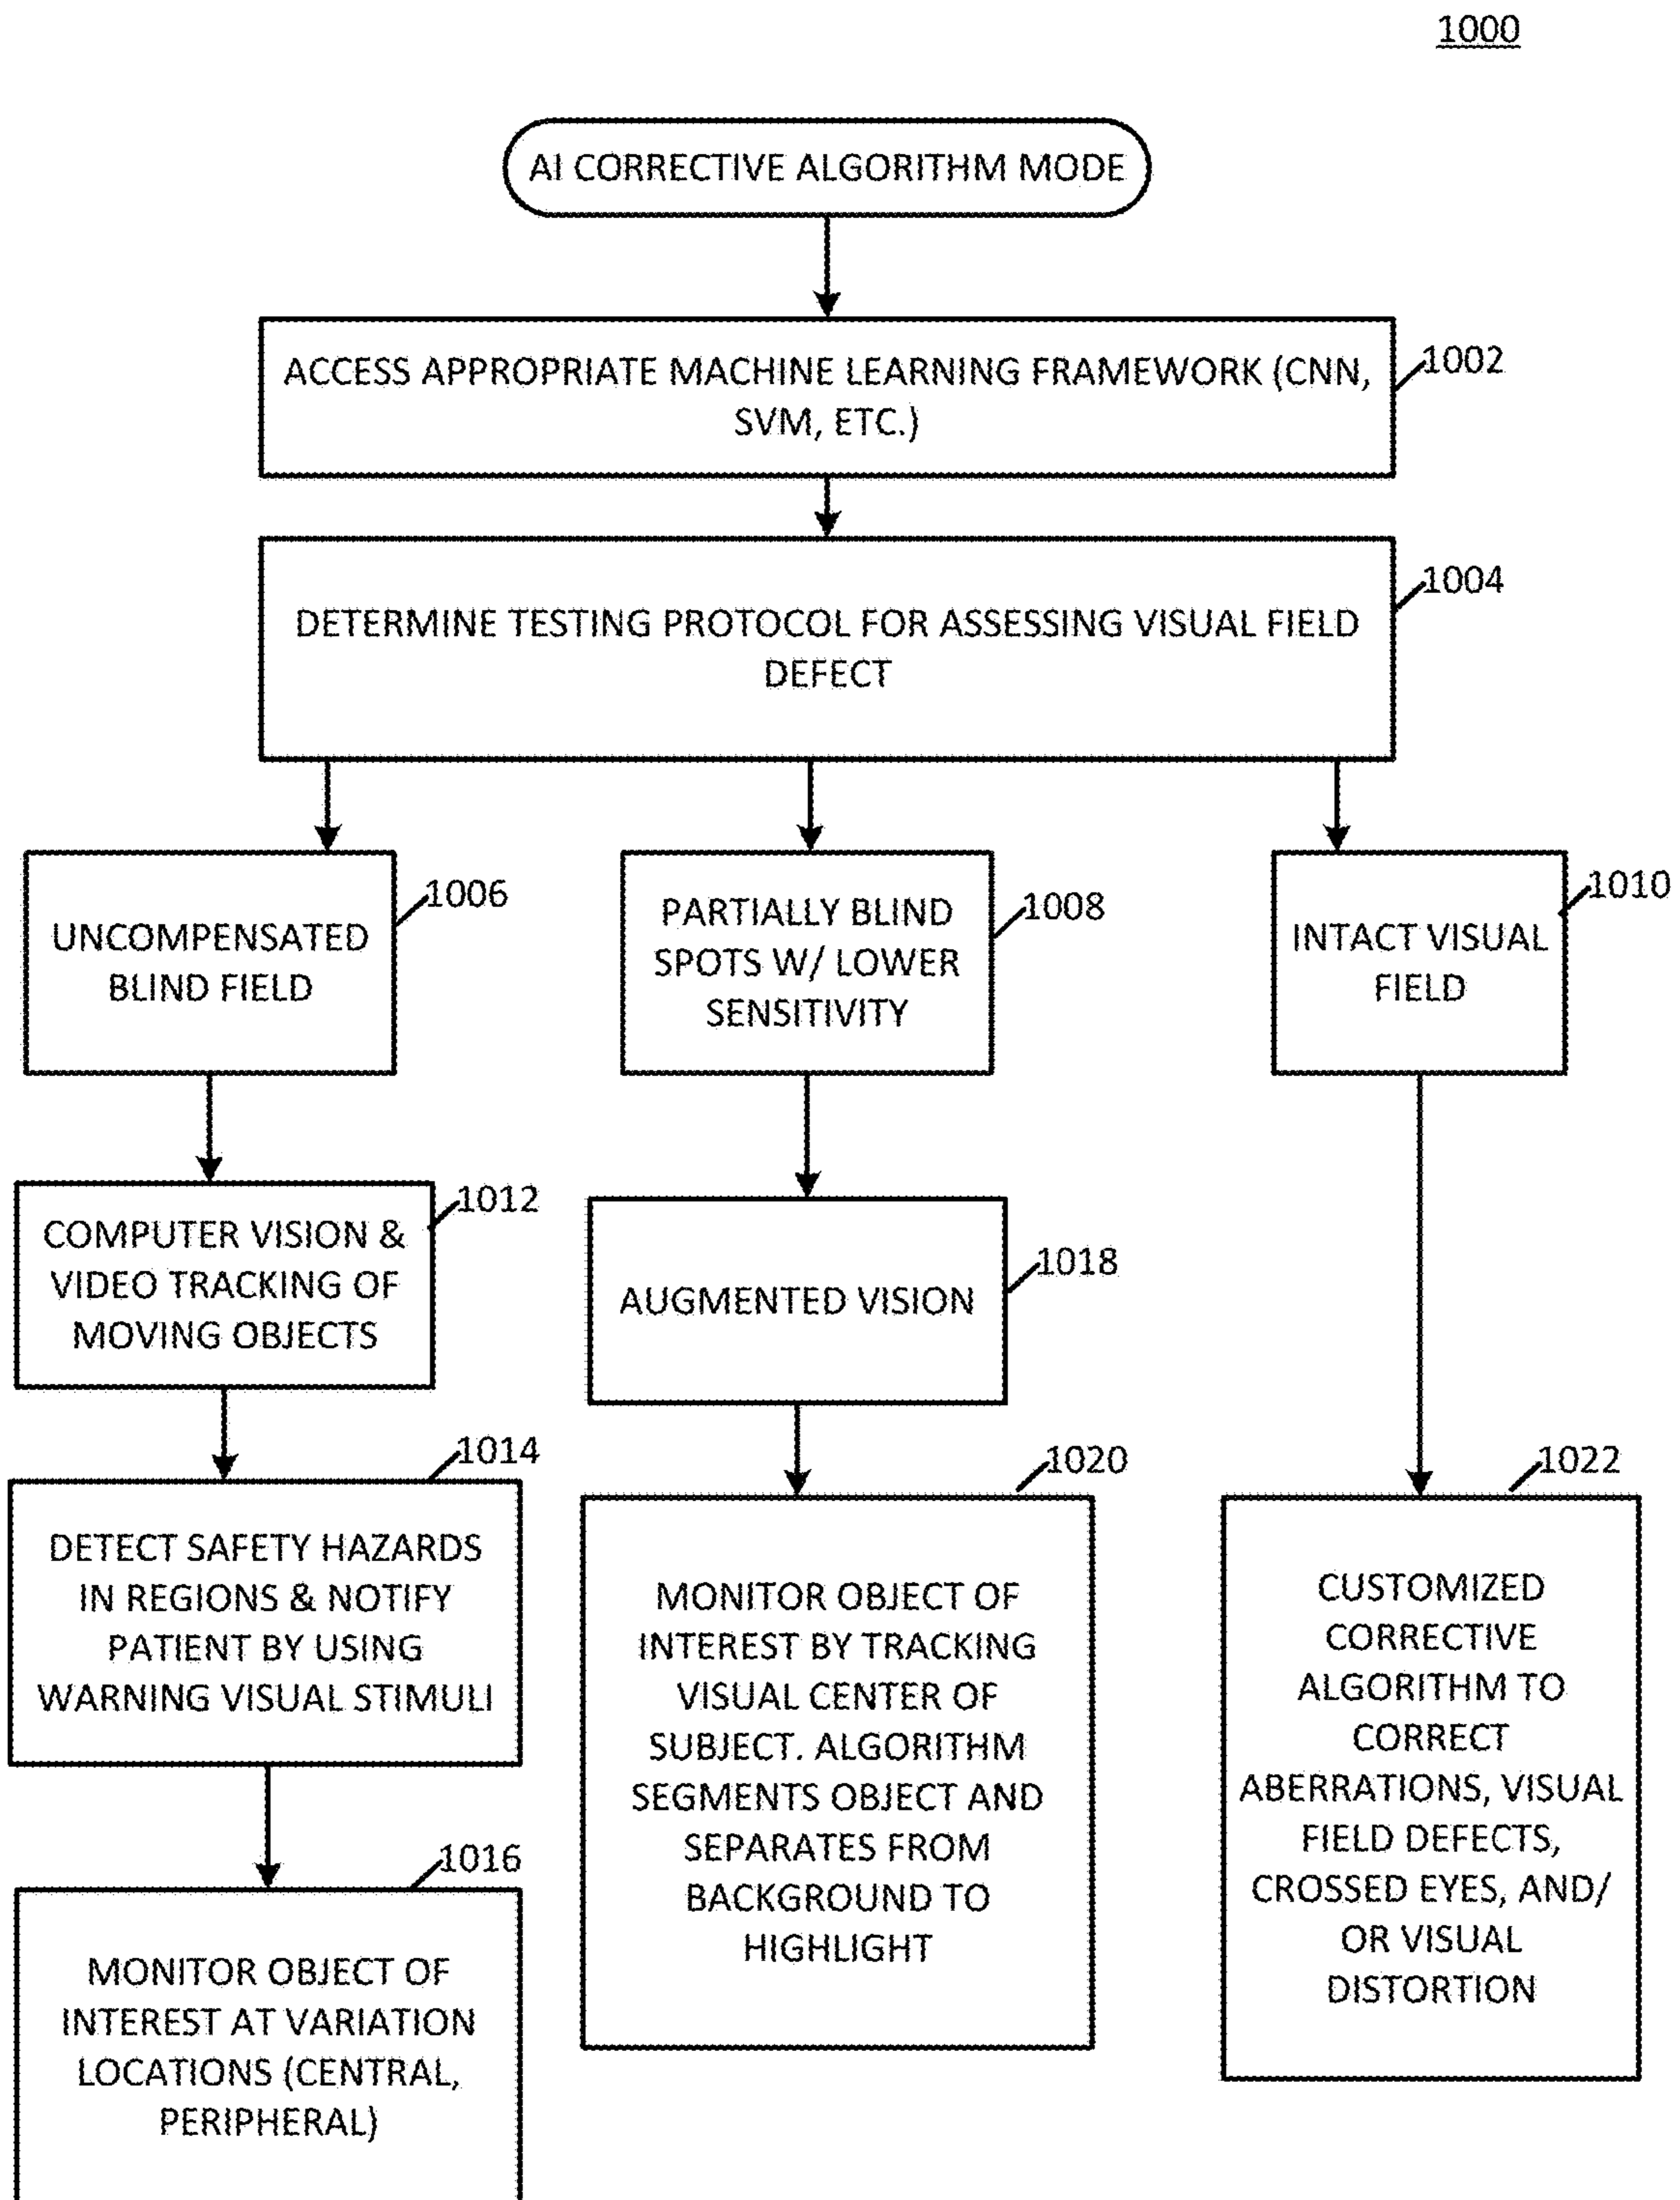 1000
AI CORRECTIVE ALGORITHM MODE
ACCESS APPROPRIATE MACHINE LEARNING FRAMEWORK (CNN,
SVM, ETC.)
1002
DETERMINE TESTING PROTOCOL FOR ASSESSING VISUAL FIELD
DEFECT
1004
UNCOMPENSATED
BLIND FIELD
1006
PARTIALLY BLIND
SPOTS W/ LOWER
SENSITIVITY
1008
INTACT VISUAL
FIELD
1010
COMPUTER VISION &
VIDEO TRACKING OF
MOVING OBJECTS
1012
AUGMENTED VISION
1018
DETECT SAFETY HAZARDS
IN REGIONS & NOTIFY
PATIENT BY USING
WARNING VISUAL STIMULI
1014
MONITOR OBJECT OF
INTEREST BY TRACKING
VISUAL CENTER OF
SUBJECT. ALGORITHM
SEGMENTS OBJECT AND
SEPARATES FROM
BACKGROUND TO
HIGHLIGHT
1020
CUSTOMIZED
CORRECTIVE
ALGORITHM TO
CORRECT
ABERRATIONS, VISUAL
FIELD DEFECTS,
CROSSED EYES, AND/
OR VISUAL
DISTORTION
1022
MONITOR OBJECT OF
INTEREST AT VARIATION
LOCATIONS (CENTRAL,
PERIPHERAL)
1016